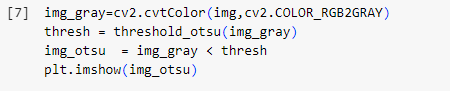 [7] img_gray=cv2.cvtColor(img,cv2.COLOR_RGB2GRAY)
thresh = threshold_otsu(img_gray)
img_otsu  = img_gray < thresh
plt.imshow(img_otsu)